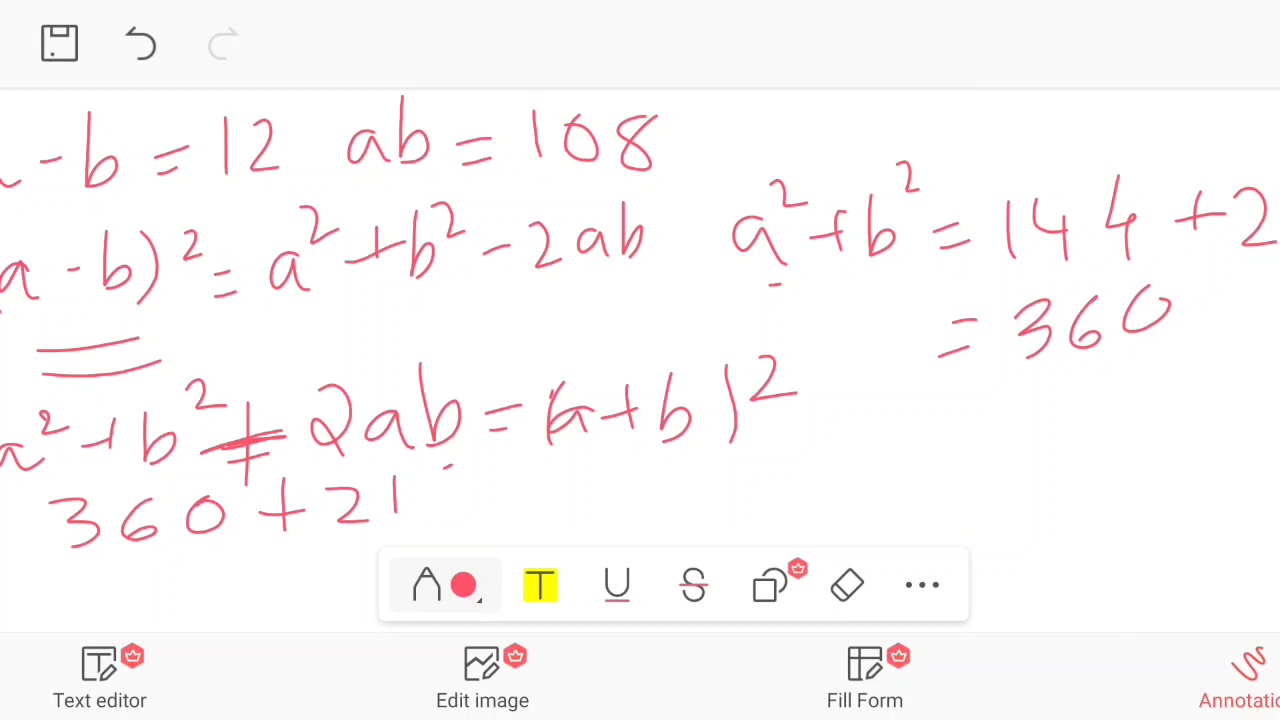 - b = 12 ab = 108
a - b)² = a² + b² - 2ab
a² + b² = 144 + 2
= 360
a² + b² + 2ab = (a + b)²
360 + 21
T U S
Text editor Edit image Fill Form Annotatio